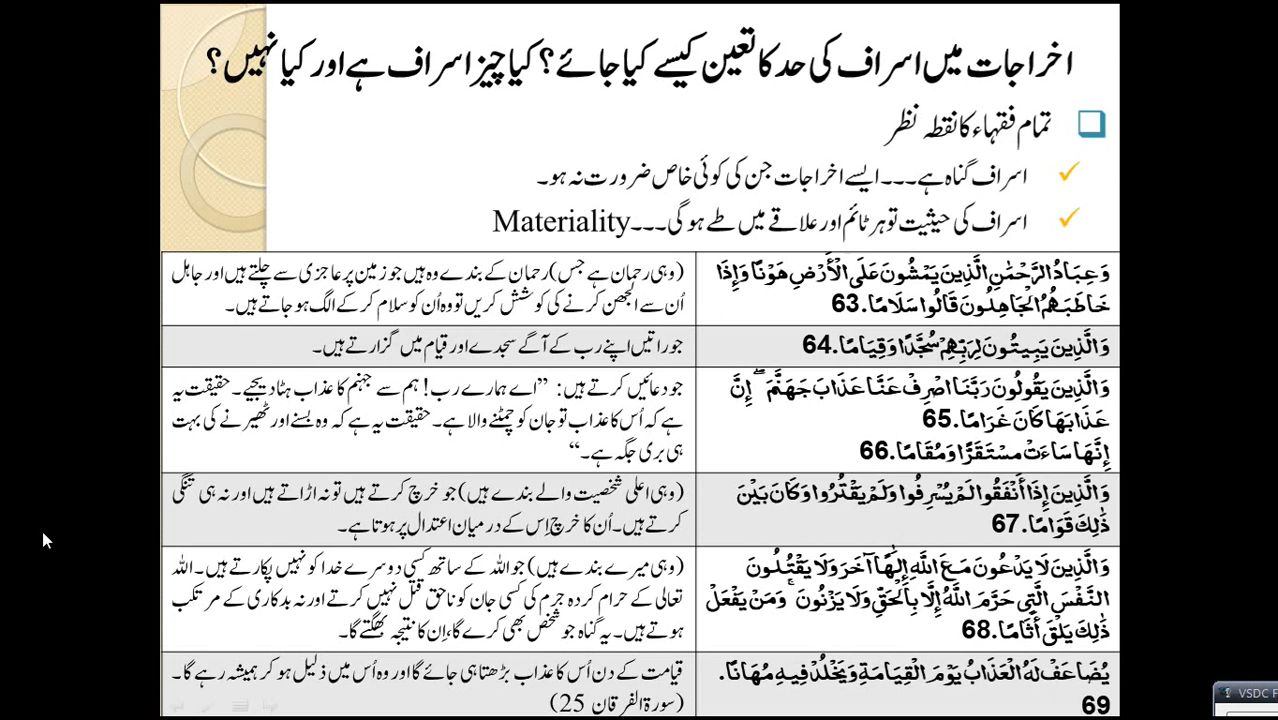 اخراجات میں اسراف کی حد کا تعین کیسے کیا جائے؟ کیا چیز اسراف ہے اور کیا نہیں؟
تمام فقہاء کا نقطہ نظر
اسراف گناہ ہے۔۔۔ ایسے اخراجات جن کی کوئی خاص ضرورت نہ ہو۔
اسراف کی حیثیت تو ہر ٹائم اور علاقے میں طے ہو گی۔۔۔Materiality
وَعِبَادُ الرَّحْمَٰنِ الَّذِينَ يَمْشُونَ عَلَى الْأَرْضِ هَوْنًا وَإِذَا
خَاطَبَهُمُ الْجَاهِلُونَ قَالُوا سَلَامًا.63
(وہی رحمان ہے جس) رحمان کے بندے وہ ہیں جو زمین پر عاجزی سے چلتے ہیں اور جاہل
اُن سے الجھن کرنے کی کوشش کریں تو وہ اُن کو سلام کر کے الگ ہو جاتے ہیں۔
وَالَّذِينَ يَبِيتُونَ لِرَبِّهِمْ سُجَّدًا وَقِيَامًا.64
جو راتیں اپنے رب کے آگے سجدے اور قیام میں گزارتے ہیں۔
وَالَّذِينَ يَقُولُونَ رَبَّنَا اصْرِفْ عَنَّا عَذَابَ جَهَنَّمَ ۖ إِنَّ
عَذَابَهَا كَانَ غَرَامًا.65
إِنَّهَا سَاءَتْ مُسْتَقَرًّا وَمُقَامًا.66
جو دعائیں کرتے ہیں: ”اے ہمارے رب! ہم سے جہنم کا عذاب ہٹا دیجیے۔ حقیقت یہ
ہے کہ اُس کا عذاب تو جان کو چمٹنے والا ہے۔ حقیقت یہ ہے کہ وہ بسنے اور ٹھیرنے کی بہت
ہی بری جگہ ہے۔“
وَالَّذِينَ إِذَا أَنْفَقُوا لَمْ يُسْرِفُوا وَلَمْ يَقْتُرُوا وَكَانَ بَيْنَ
ذَٰلِكَ قَوَامًا.67
(وہی اعلی شخصیت والے بندے ہیں) جو خرچ کرتے ہیں تو نہ اڑاتے ہیں اور نہ ہی تنگی
کرتے ہیں۔ اُن کا خرچ اِس کے درمیان اعتدال پر ہوتا ہے۔
وَالَّذِينَ لَا يَدْعُونَ مَعَ اللَّهِ إِلَٰهًا آخَرَ وَلَا يَقْتُلُونَ
النَّفْسَ الَّتِي حَرَّمَ اللَّهُ إِلَّا بِالْحَقِّ وَلَا يَزْنُونَ ۚ وَمَنْ يَفْعَلْ
ذَٰلِكَ يَلْقَ أَثَامًا.68
(وہی میرے بندے ہیں) جو اللہ کے ساتھ کسی دوسرے خدا کو نہیں پکارتے ہیں۔ اللہ
تعالی کے حرام کردہ جرم کی کسی جان کو ناحق قتل نہیں کرتے اور نہ بدکاری کے مرتکب
ہوتے ہیں۔ یہ گناہ جو شخص بھی کرے گا، اِن کا نتیجہ بھگتے گا۔
يُضَاعَفْ لَهُ الْعَذَابُ يَوْمَ الْقِيَامَةِ وَيَخْلُدْ فِيهِ مُهَانًا.
69
قیامت کے دن اُس کا عذاب بڑھتا ہی جائے گا اور وہ اُس میں ذلیل ہو کر ہمیشہ رہے گا۔
(سورۃ الفرقان 25)
VSDC F